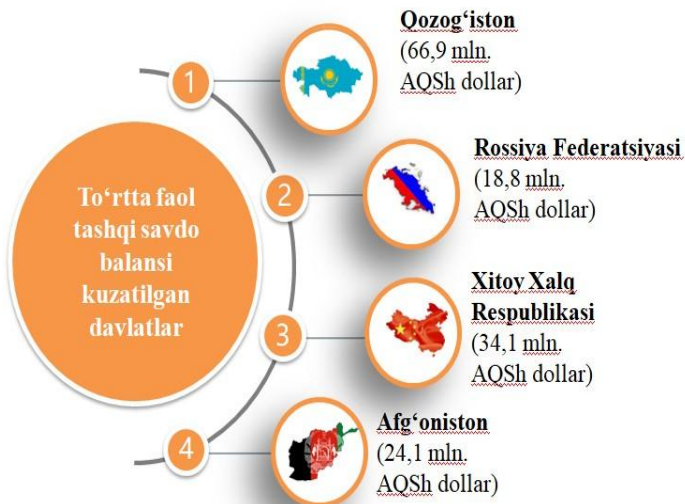 To‘rtta faol
tashqi savdo
balansi
kuzatilgan
davlatlar
1
Qozog‘iston
(66,9 mln.
AQSh dollar)
2
Rossiya Federatsiyasi
(18,8 mln.
AQSh dollar)
3
Xitoy Xalq
Respublikasi
(34,1 mln.
AQSh dollar)
4
Afg‘oniston
(24,1 mln.
AQSh dollar)